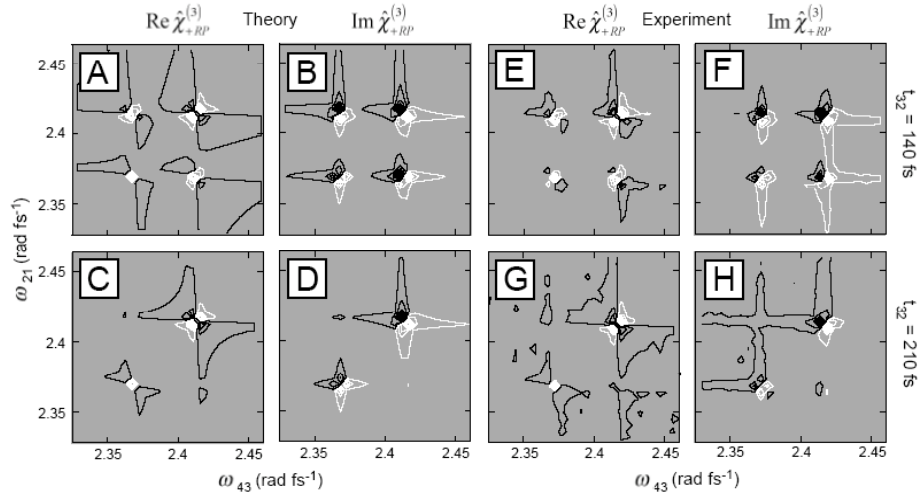 Re χ̂₊RP⁽³⁾ Theory Im χ̂₊RP⁽³⁾ Re χ̂₊RP⁽³⁾ Experiment Im χ̂₊RP⁽³⁾
A B E F
2.45
2.4
2.35
t₃₂ = 140 fs
ω₂₁ (rad fs⁻¹)
C D G H
2.45
2.4
2.35
t₃₂ = 210 fs
2.35 2.4 2.45 2.35 2.4 2.45 2.35 2.4 2.45 2.35 2.4 2.45
ω₄₃ (rad fs⁻¹) ω₄₃ (rad fs⁻¹)